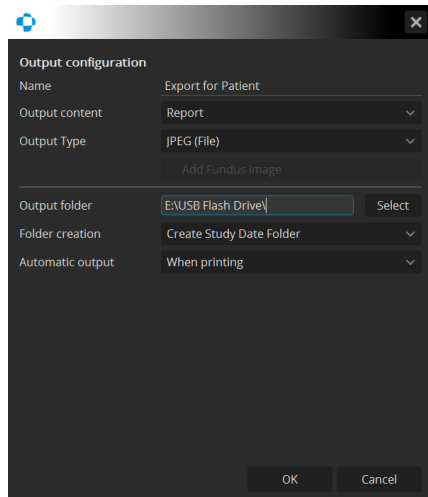 Output configuration
Name Export for Patient
Output content Report
Output Type JPEG (File)
Add Fundus image
Output folder E:\USB Flash Drive\ Select
Folder creation Create Study Date Folder
Automatic output When printing
OK Cancel